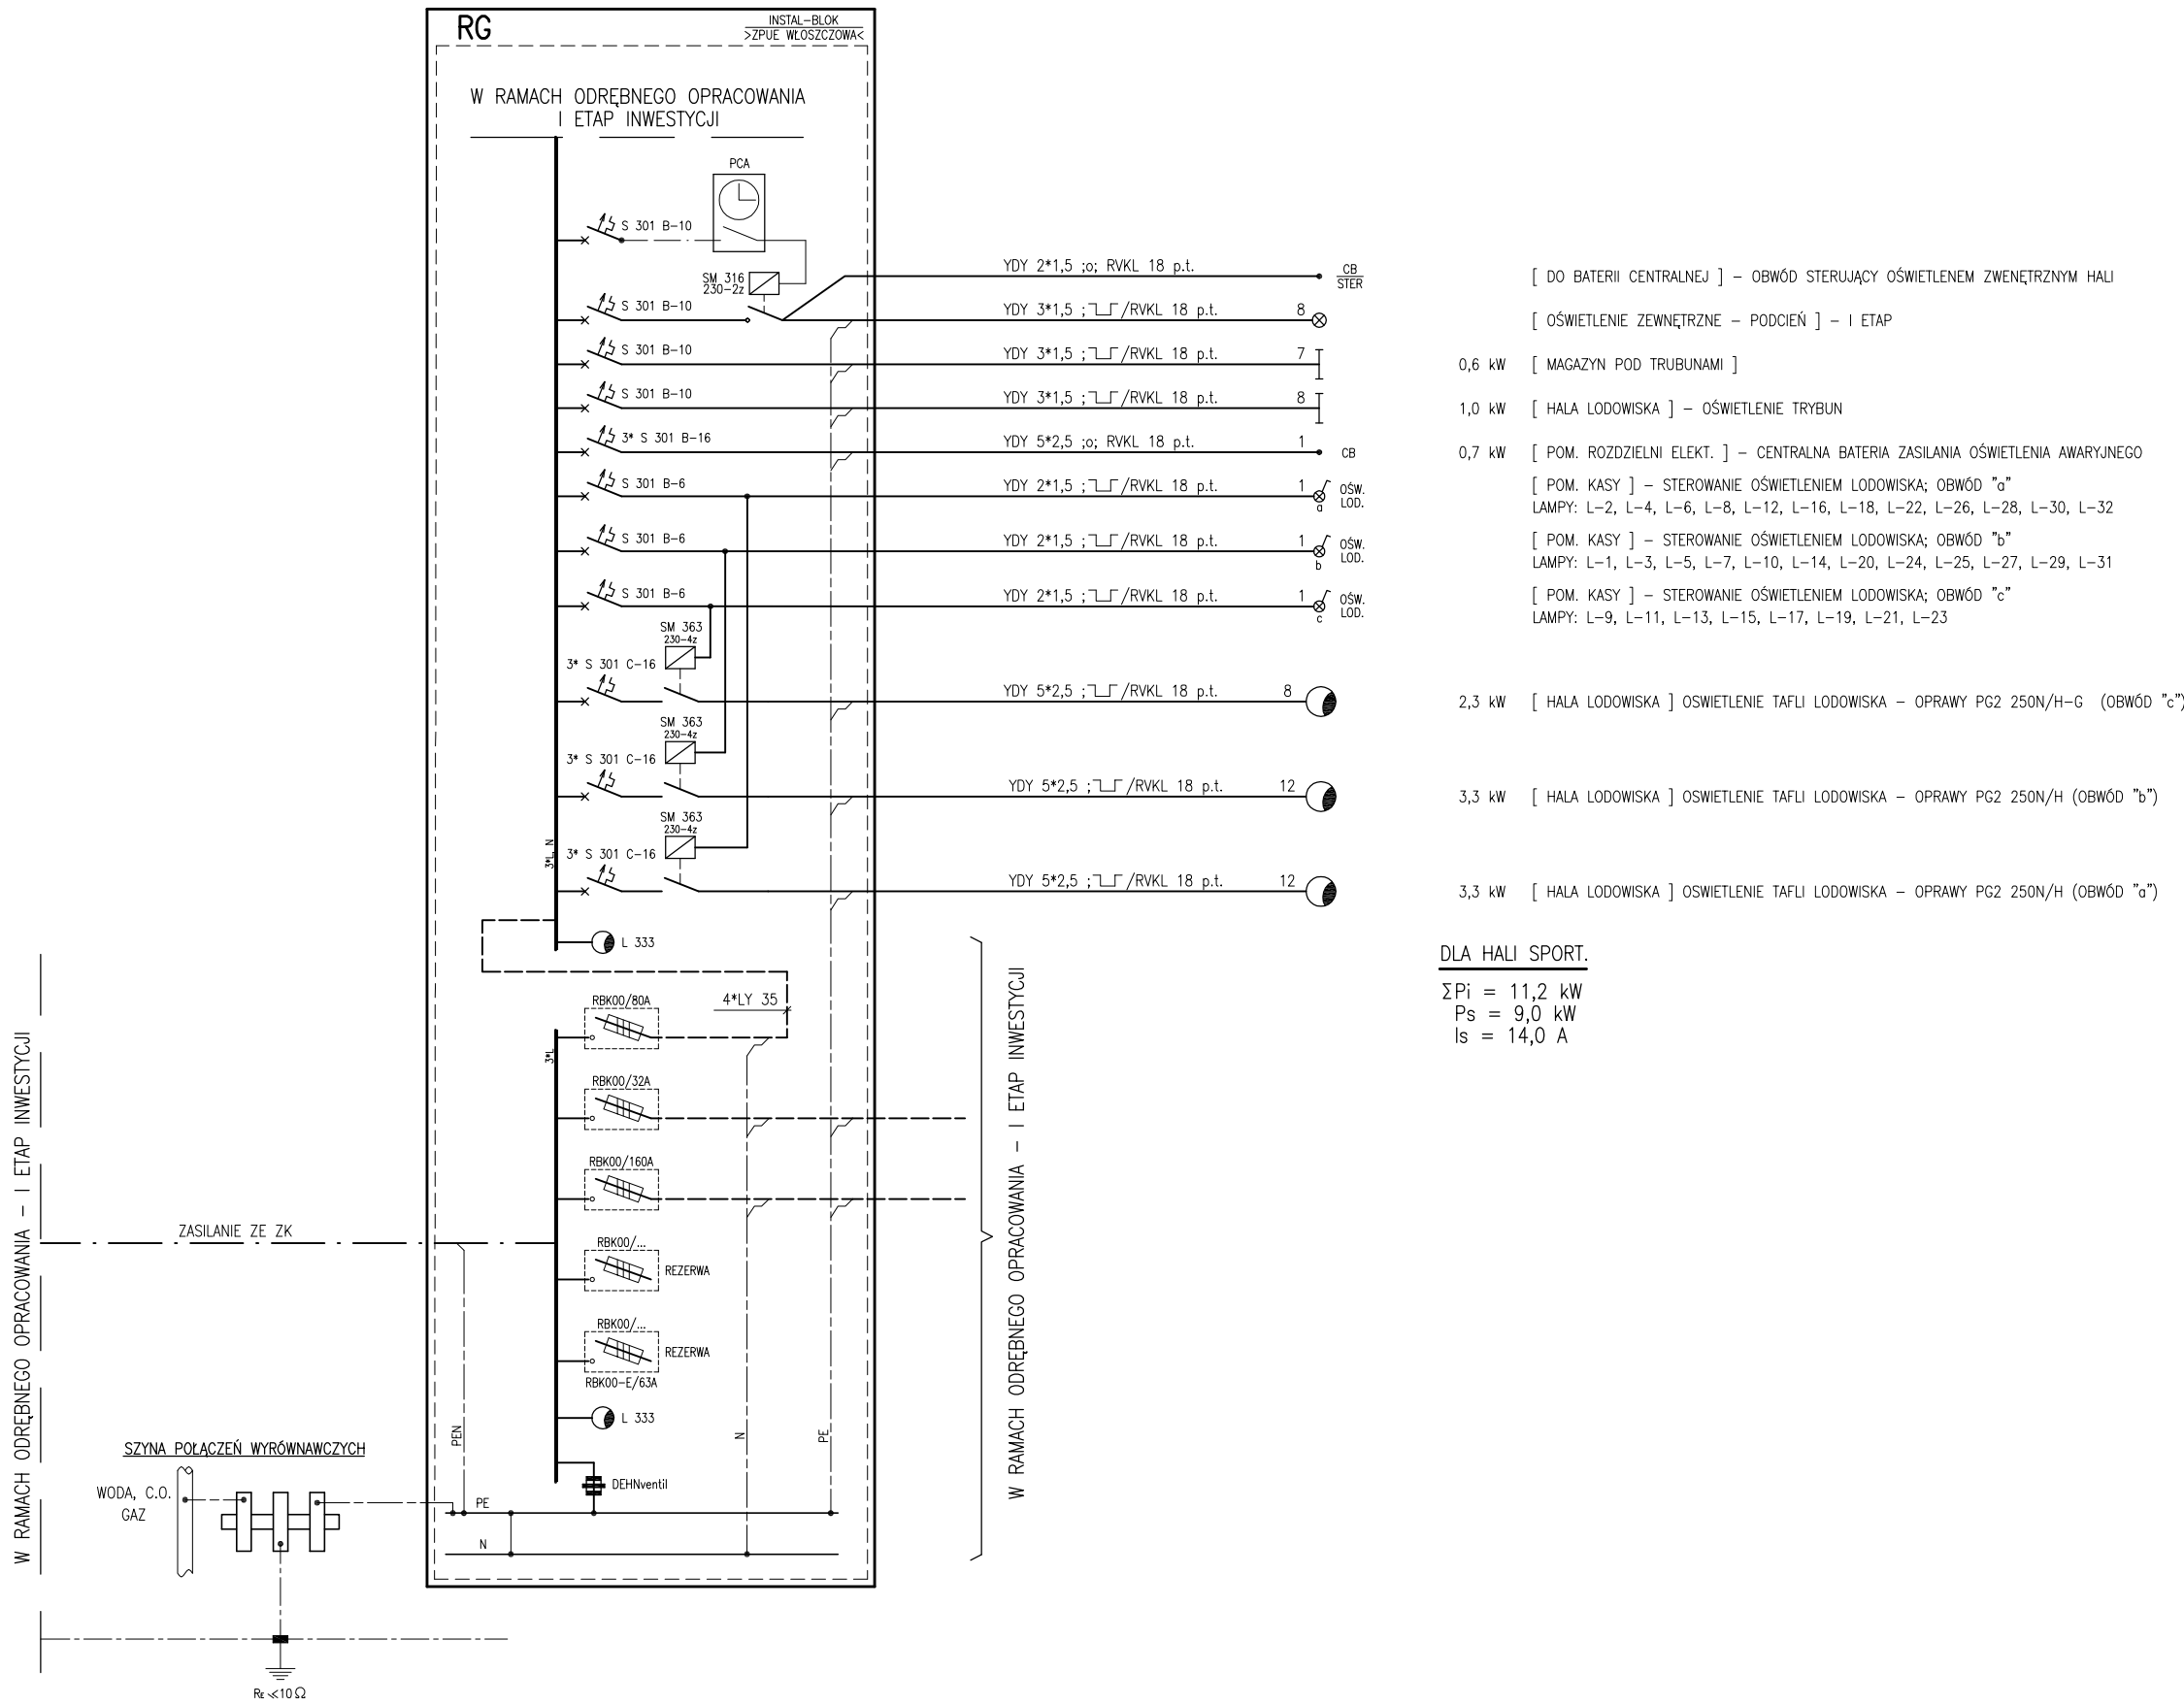 RG
INSTAL-BLOK
>ZPUE WŁOSZCZOWA<
W RAMACH ODRĘBNEGO OPRACOWANIA
I ETAP INWESTYCJI
PCA
S 301 B-10
SM 316
230-2z
YDY 2*1,5 ;o; RVKL 18 p.t.
CB
STER
[ DO BATERII CENTRALNEJ ] - OBWÓD STERUJĄCY OŚWIETLENEM ZWENĘTRZNYM HALI
S 301 B-10
YDY 3*1,5 ; /RVKL 18 p.t.
8
[ OŚWIETLENIE ZEWNĘTRZNE - PODCIEŃ ] - I ETAP
S 301 B-10
YDY 3*1,5 ; /RVKL 18 p.t.
7
0,6 kW [ MAGAZYN POD TRUBUNAMI ]
S 301 B-10
YDY 3*1,5 ; /RVKL 18 p.t.
8
1,0 kW [ HALA LODOWISKA ] - OŚWIETLENIE TRYBUN
3* S 301 B-16
YDY 5*2,5 ;o; RVKL 18 p.t.
1
CB
0,7 kW [ POM. ROZDZIELNI ELEKT. ] - CENTRALNA BATERIA ZASILANIA OŚWIETLENIA AWARYJNEGO
S 301 B-6
YDY 2*1,5 ; /RVKL 18 p.t.
1
a
OŚW.
LOD.
[ POM. KASY ] - STEROWANIE OŚWIETLENIEM LODOWISKA; OBWÓD "a"
LAMPY: L-2, L-4, L-6, L-8, L-12, L-16, L-18, L-22, L-26, L-28, L-30, L-32
S 301 B-6
YDY 2*1,5 ; /RVKL 18 p.t.
1
b
OŚW.
LOD.
[ POM. KASY ] - STEROWANIE OŚWIETLENIEM LODOWISKA; OBWÓD "b"
LAMPY: L-1, L-3, L-5, L-7, L-10, L-14, L-20, L-24, L-25, L-27, L-29, L-31
S 301 B-6
YDY 2*1,5 ; /RVKL 18 p.t.
1
c
OŚW.
LOD.
[ POM. KASY ] - STEROWANIE OŚWIETLENIEM LODOWISKA; OBWÓD "c"
LAMPY: L-9, L-11, L-13, L-15, L-17, L-19, L-21, L-23
SM 363
230-4z
3* S 301 C-16
YDY 5*2,5 ; /RVKL 18 p.t.
8
2,3 kW [ HALA LODOWISKA ] OSWIETLENIE TAFLI LODOWISKA - OPRAWY PG2 250N/H-G (OBWÓD "c")
SM 363
230-4z
3* S 301 C-16
YDY 5*2,5 ; /RVKL 18 p.t.
12
3,3 kW [ HALA LODOWISKA ] OSWIETLENIE TAFLI LODOWISKA - OPRAWY PG2 250N/H (OBWÓD "b")
SM 363
230-4z
3* S 301 C-16
3*L, N
YDY 5*2,5 ; /RVKL 18 p.t.
12
3,3 kW [ HALA LODOWISKA ] OSWIETLENIE TAFLI LODOWISKA - OPRAWY PG2 250N/H (OBWÓD "a")
L 333
DLA HALI SPORT.
ΣPi = 11,2 kW
Ps = 9,0 kW
Is = 14,0 A
RBK00/80A
4*LY 35
3*L
RBK00/32A
RBK00/160A
ZASILANIE ZE ZK
RBK00/...
REZERWA
RBK00/...
REZERWA
RBK00-E/63A
L 333
PEN
N
PE
DEHNventil
PE
N
W RAMACH ODRĘBNEGO OPRACOWANIA - I ETAP INWESTYCJI
W RAMACH ODRĘBNEGO OPRACOWANIA - I ETAP INWESTYCJI
SZYNA POŁĄCZEŃ WYRÓWNAWCZYCH
WODA, C.O.
GAZ
RE ≤10 Ω